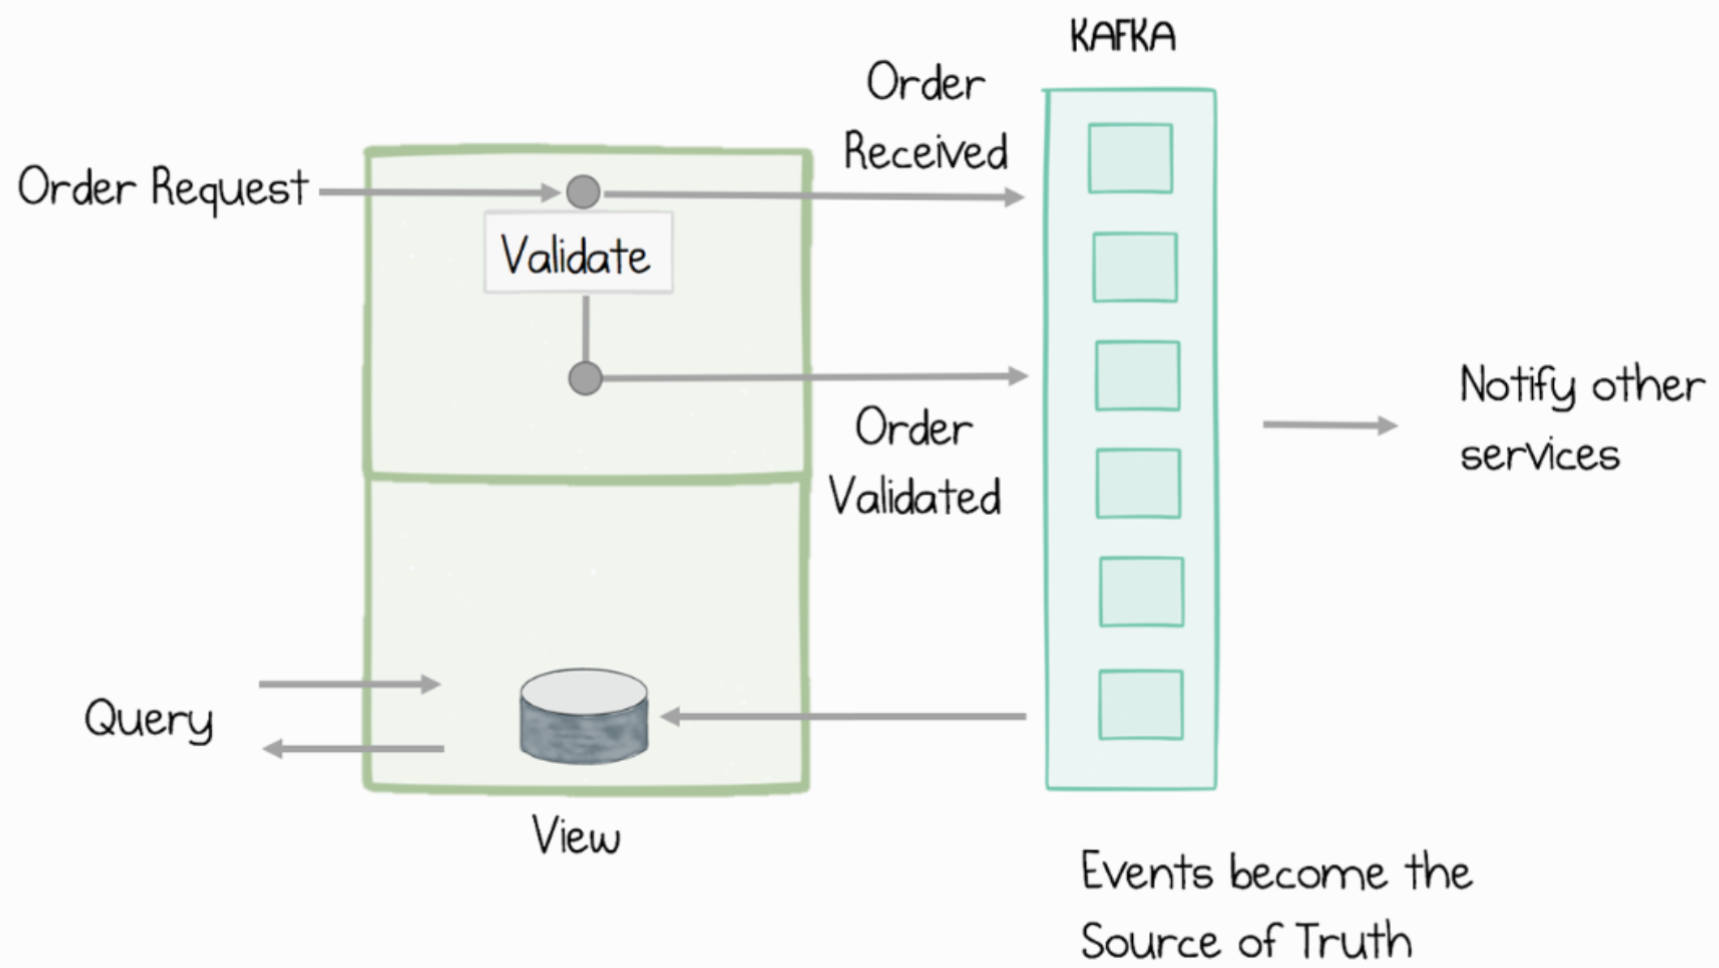 KAFKA
Order
Received
Order Request
Validate
Order
Validated
Notify other
services
Query
View
Events become the
Source of Truth